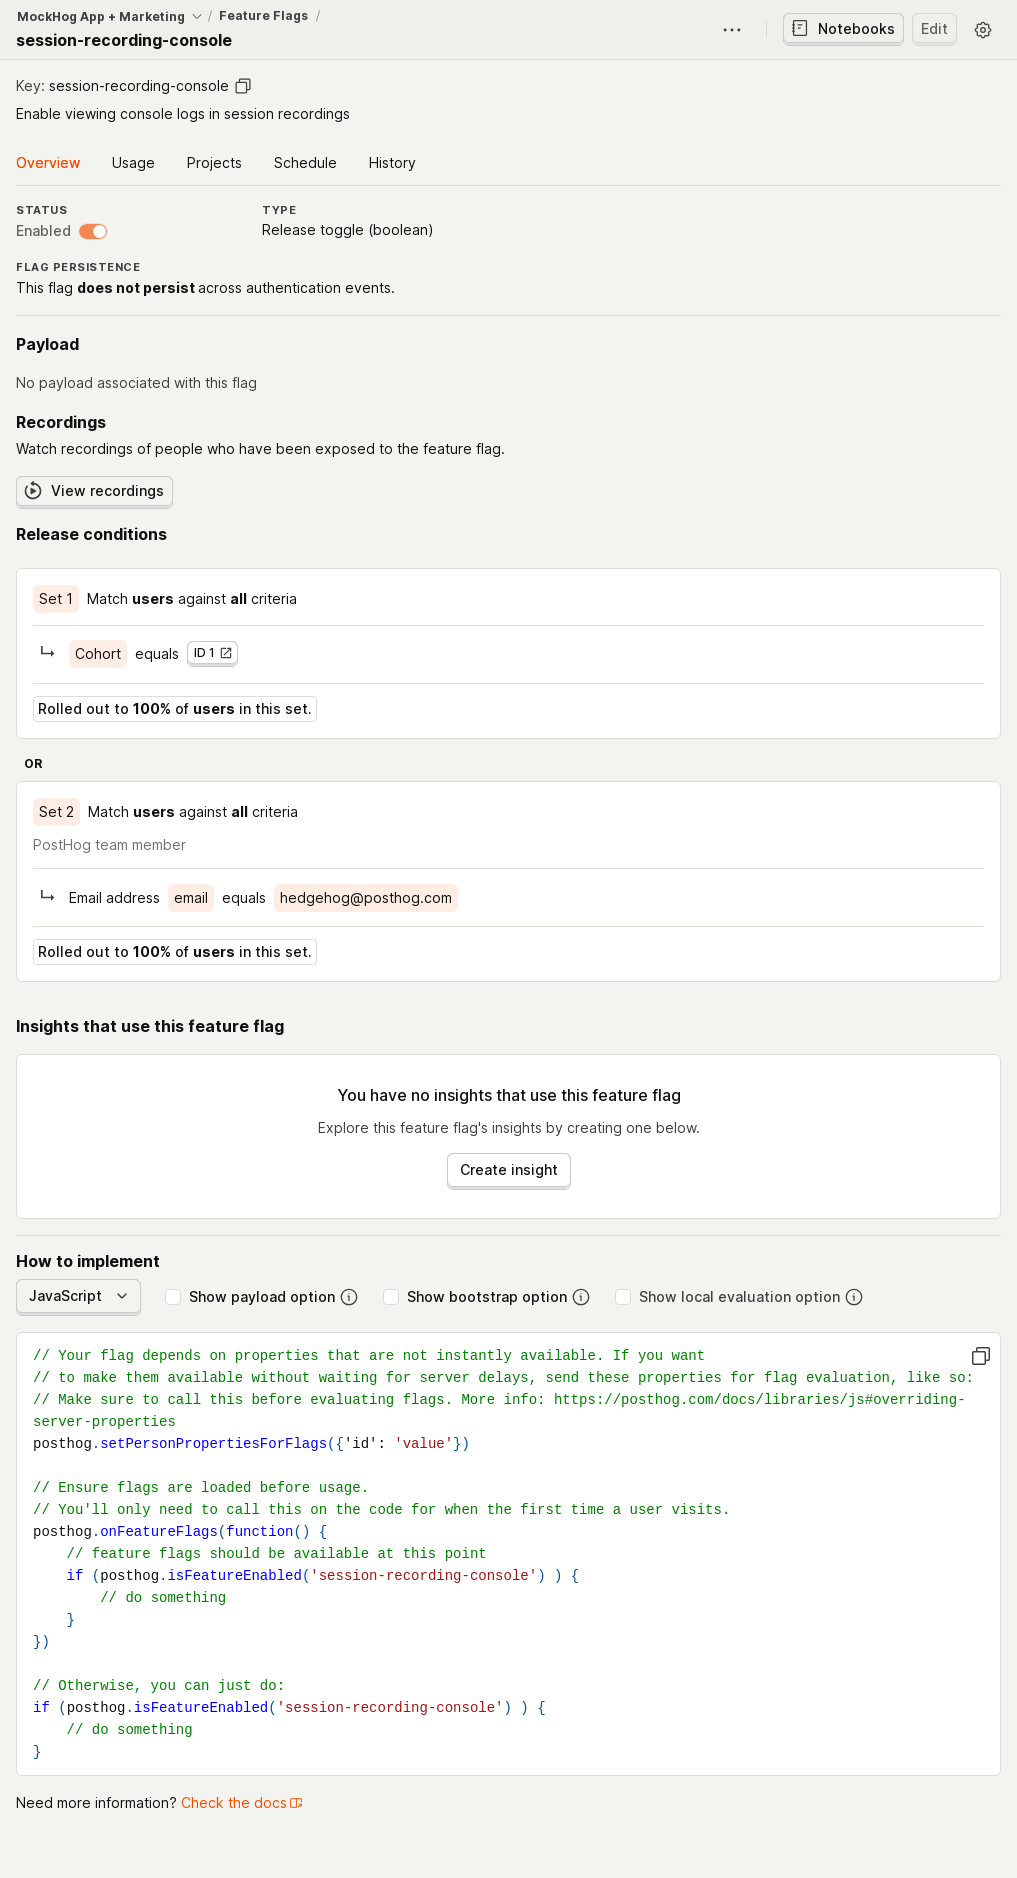 MockHog App + Marketing / Feature Flags /
session-recording-console
Notebooks
Edit
Key: session-recording-console
Enable viewing console logs in session recordings
Overview Usage Projects Schedule History
STATUS
Enabled
TYPE
Release toggle (boolean)
FLAG PERSISTENCE
This flag does not persist across authentication events.
Payload
No payload associated with this flag
Recordings
Watch recordings of people who have been exposed to the feature flag.
View recordings
Release conditions
Set 1 Match users against all criteria
Cohort equals ID 1
Rolled out to 100% of users in this set.
OR
Set 2 Match users against all criteria
PostHog team member
Email address email equals hedgehog@posthog.com
Rolled out to 100% of users in this set.
Insights that use this feature flag
You have no insights that use this feature flag
Explore this feature flag's insights by creating one below.
Create insight
How to implement
JavaScript Show payload option Show bootstrap option Show local evaluation option
// Your flag depends on properties that are not instantly available. If you want
// to make them available without waiting for server delays, send these properties for flag evaluation, like so:
// Make sure to call this before evaluating flags. More info: https://posthog.com/docs/libraries/js#overriding-
server-properties
posthog.setPersonPropertiesForFlags({'id': 'value'})
// Ensure flags are loaded before usage.
// You'll only need to call this on the code for when the first time a user visits.
posthog.onFeatureFlags(function() {
    // feature flags should be available at this point
    if (posthog.isFeatureEnabled('session-recording-console') ) {
        // do something
    }
})
// Otherwise, you can just do:
if (posthog.isFeatureEnabled('session-recording-console') ) {
    // do something
}
Need more information? Check the docs